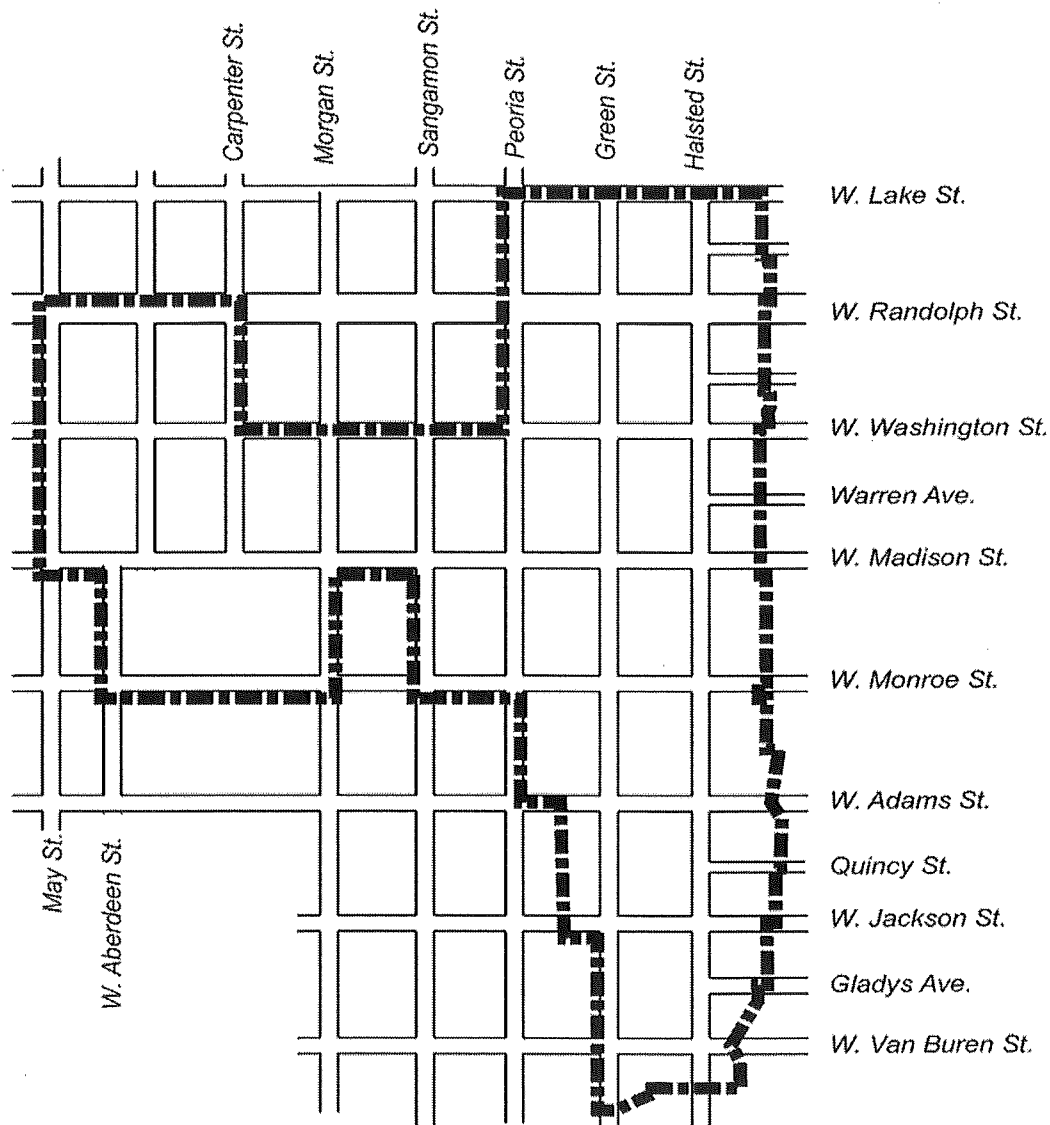 Carpenter St.
Morgan St.
Sangamon St.
Peoria St.
Green St.
Halsted St.
W. Lake St.
W. Randolph St.
W. Washington St.
Warren Ave.
W. Madison St.
W. Monroe St.
W. Adams St.
May St.
W. Aberdeen St.
Quincy St.
W. Jackson St.
Gladys Ave.
W. Van Buren St.